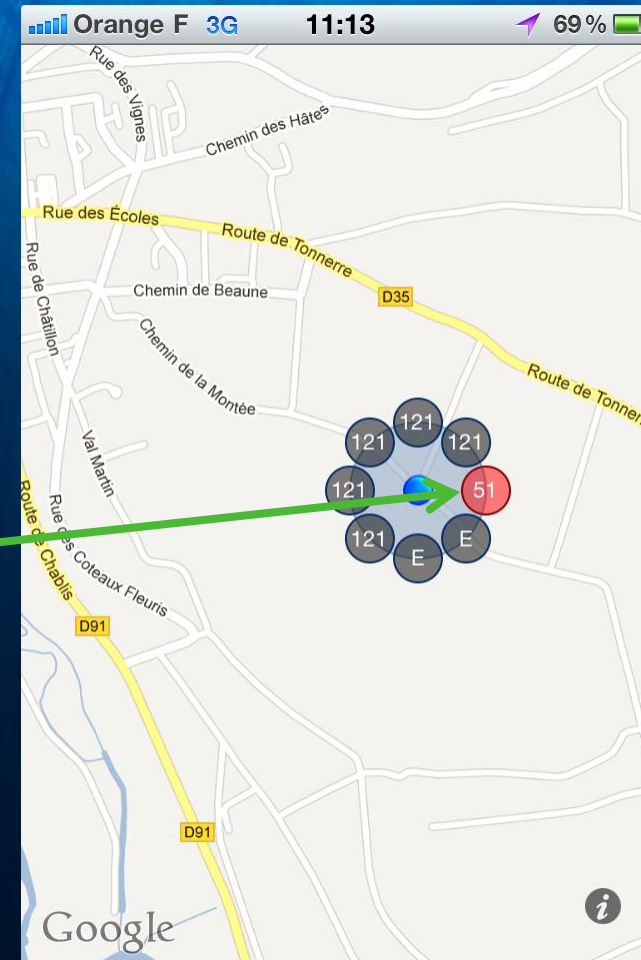 Orange F 3G 11:13 69 %
Rue des Vignes
Chemin des Hâtes
Rue des Écoles
Route de Tonnerre
Rue de Châtillon
Chemin de Beaune
D35
Chemin de la Montée
Route de Tonner
121
121
121
Val Martin
121
51
Route de Chablis
Rue des Coteaux Fleuris
121
E
E
D91
D91
Google
i